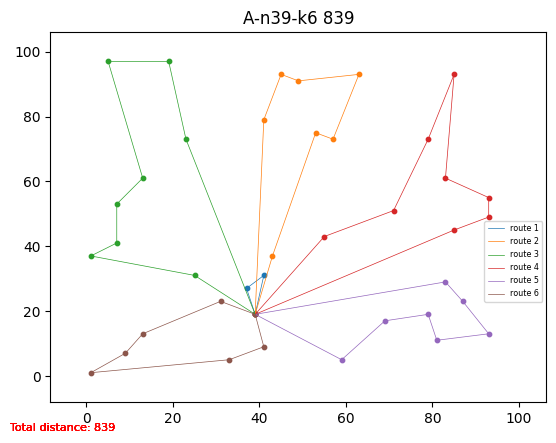 A-n39-k6 839
100
80
60
40
20
0
route 1
route 2
route 3
route 4
route 5
route 6
0 20 40 60 80 100
Total distance: 839